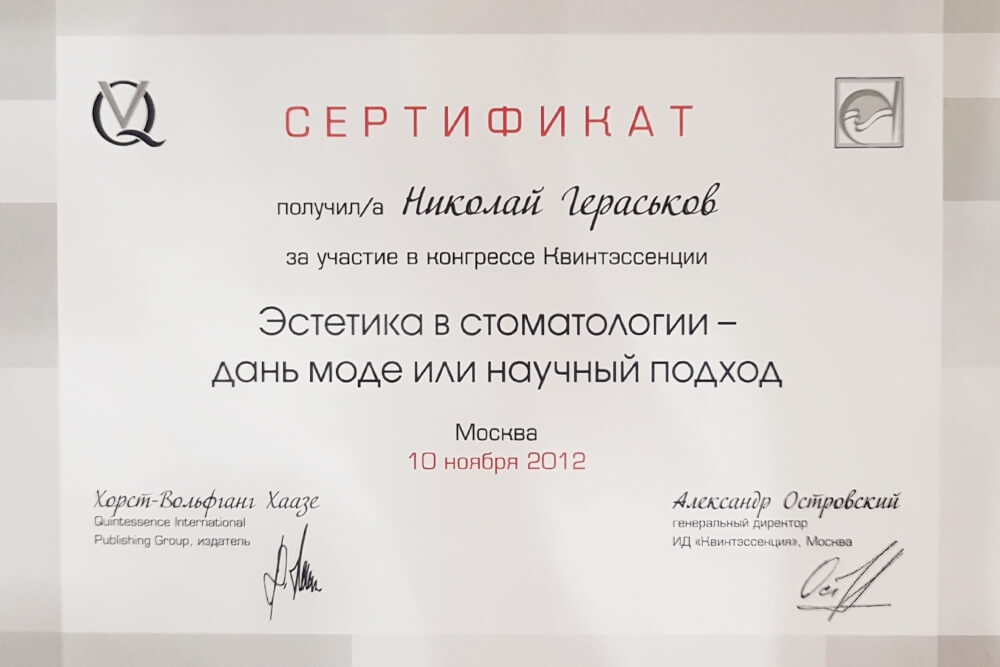 СЕРТИФИКАТ
получил/а Николай Гераськов
за участие в конгрессе Квинтэссенции
Эстетика в стоматологии –
дань моде или научный подход
Москва
10 ноября 2012
Хорст-Вольфганг Хаазе
Quintessence International
Publishing Group, издатель
Александр Островский
генеральный директор
ИД «Квинтэссенция», Москва